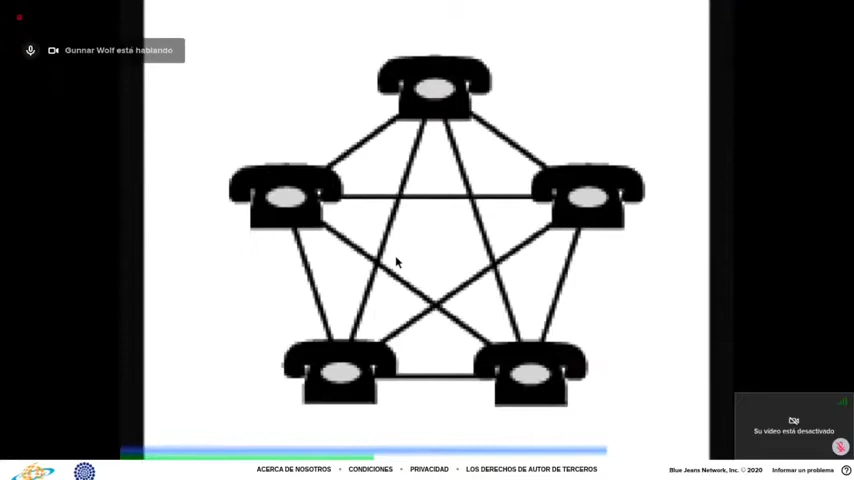 Gunnar Wolf está hablando
Su vídeo está desactivado
ACERCA DE NOSOTROS • CONDICIONES • PRIVACIDAD • LOS DERECHOS DE AUTOR DE TERCEROS
Blue Jeans Network, Inc. © 2020 Informar un problema ?